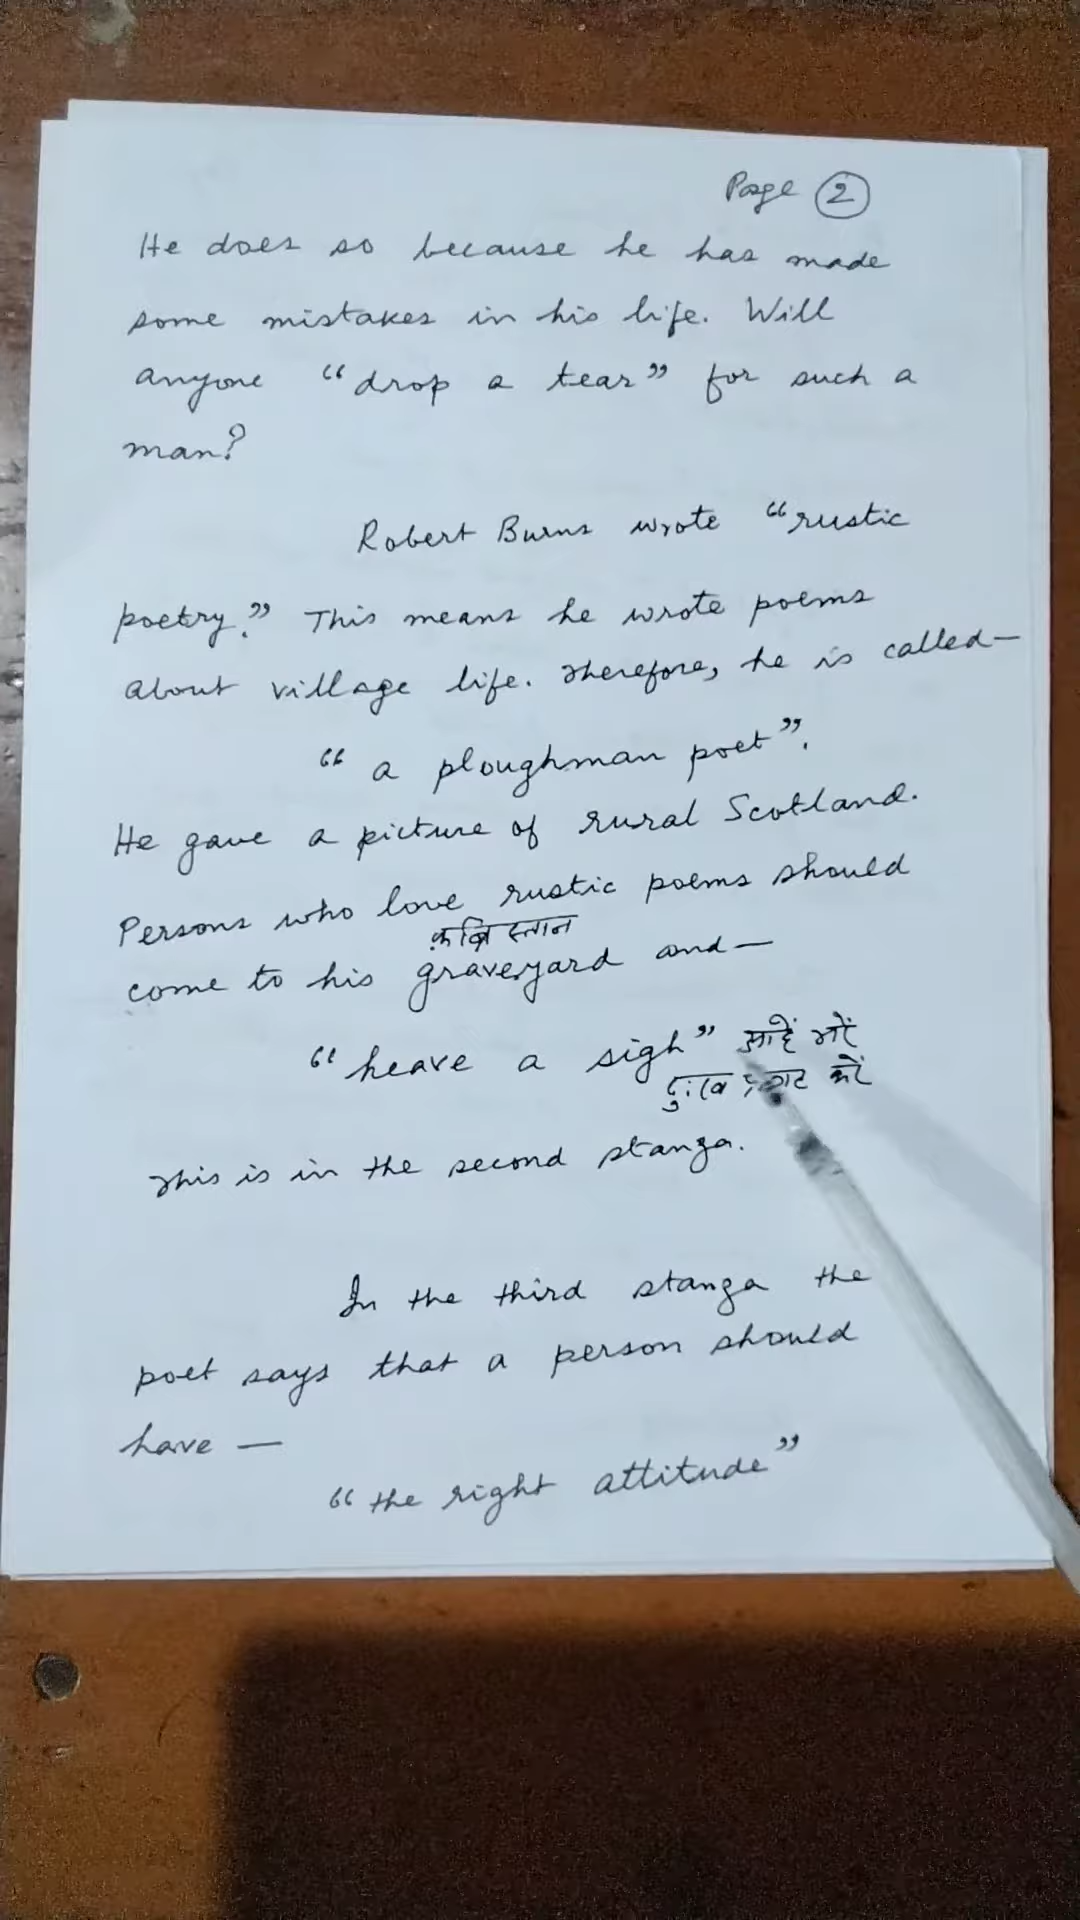 Page 2
He does so because he has made
some mistakes in his life. Will
anyone “drop a tear” for such a
man?
Robert Burns wrote “rustic
poetry.” This means he wrote poems
about village life. Therefore, he is called—
“a ploughman poet”.
He gave a picture of rural Scotland.
Persons who love rustic poems should
कब्रिस्तान
come to his graveyard and—
“heave a sigh” आहें भरें
दुःख प्रगट करें
This is in the second stanza.
In the third stanza the
poet says that a person should
have —
“the right attitude”